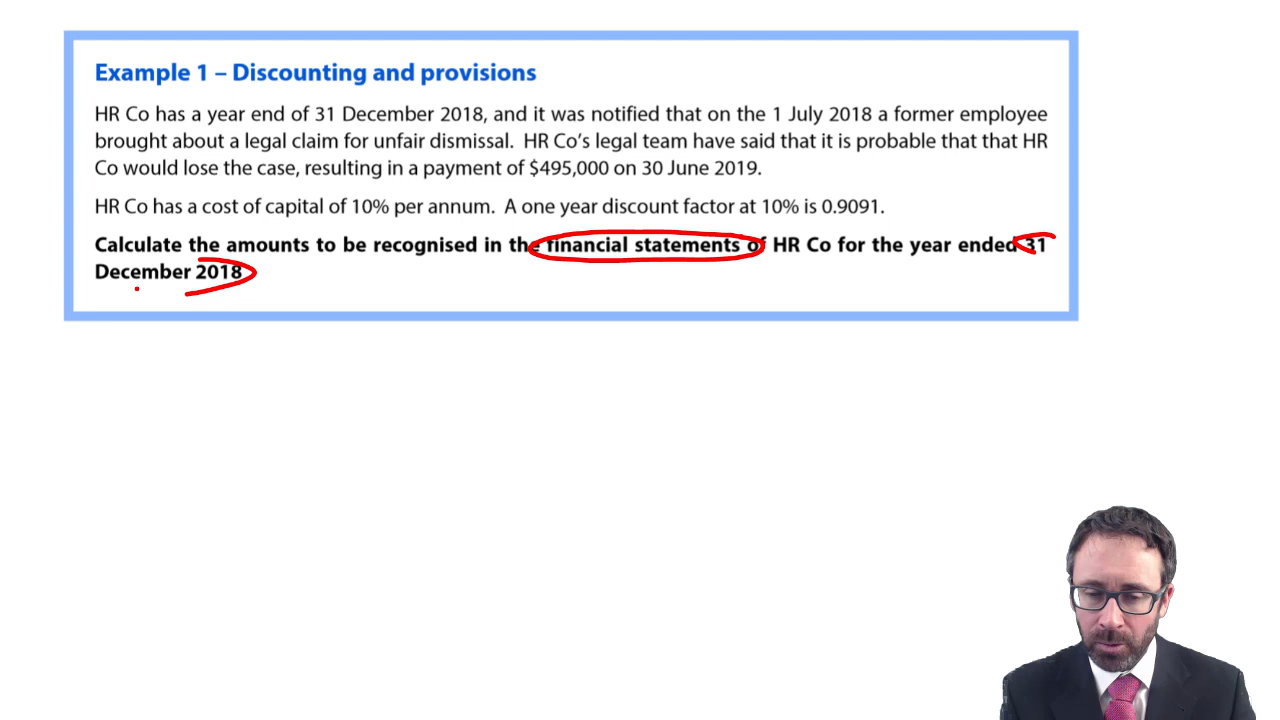 Example 1 – Discounting and provisions
HR Co has a year end of 31 December 2018, and it was notified that on the 1 July 2018 a former employee
brought about a legal claim for unfair dismissal. HR Co’s legal team have said that it is probable that that HR
Co would lose the case, resulting in a payment of $495,000 on 30 June 2019.
HR Co has a cost of capital of 10% per annum. A one year discount factor at 10% is 0.9091.
Calculate the amounts to be recognised in the financial statements of HR Co for the year ended 31
December 2018